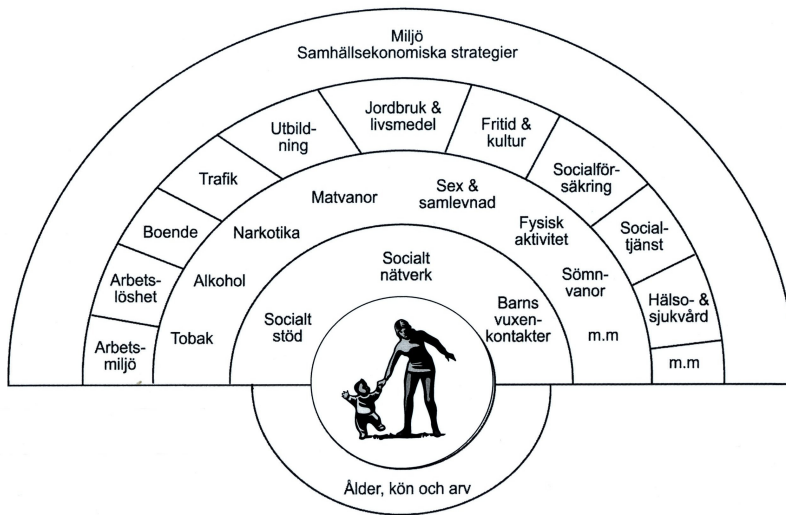 Miljö
Samhällsekonomiska strategier
Arbets-
miljö
Arbets-
löshet
Boende
Trafik
Utbild-
ning
Jordbruk &
livsmedel
Fritid &
kultur
Socialför-
säkring
Social-
tjänst
Hälso- &
sjukvård
m.m
Tobak
Alkohol
Narkotika
Matvanor
Sex &
samlevnad
Fysisk
aktivitet
Sömn-
vanor
m.m
Socialt
stöd
Socialt
nätverk
Barns
vuxen-
kontakter
Ålder, kön och arv